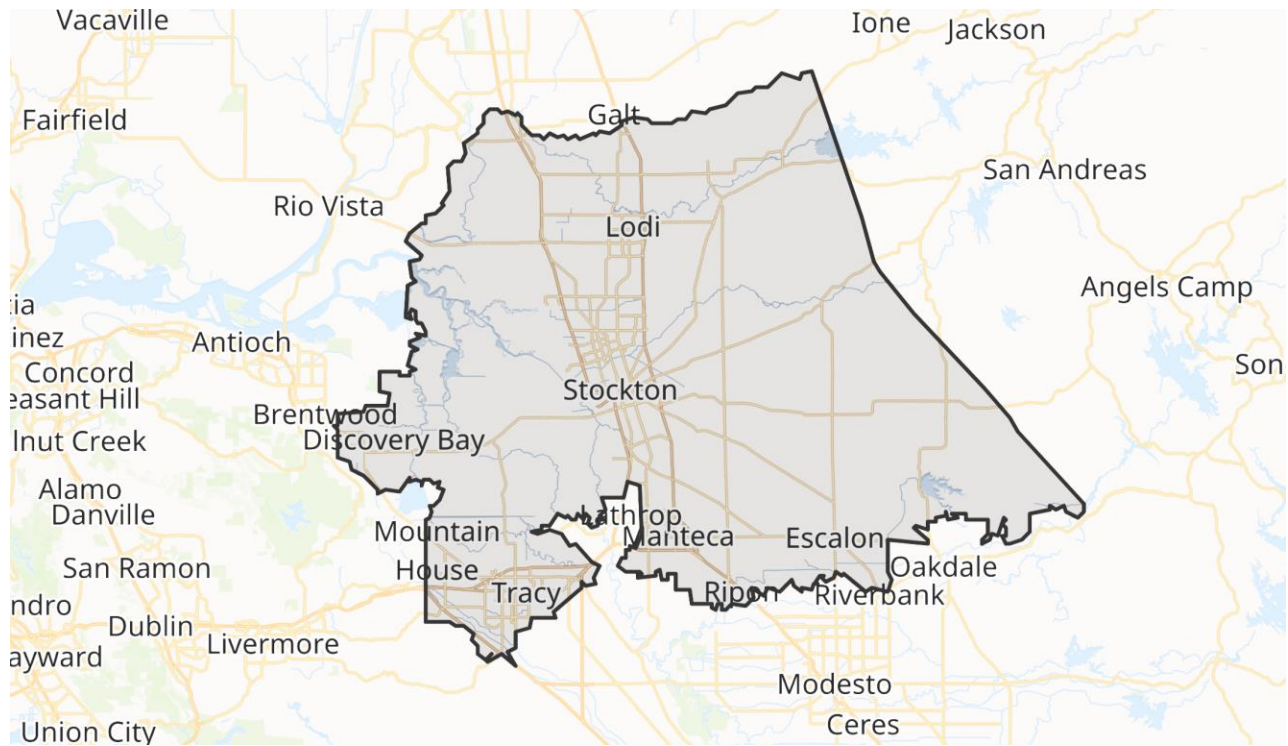 Vacaville
Ione
Jackson
Fairfield
Galt
San Andreas
Rio Vista
Lodi
Angels Camp
ia
inez
Antioch
Son
Concord
easant Hill
Stockton
Brentwood
lnut Creek
Discovery Bay
Alamo
Danville
Lathrop
Mountain
House
Manteca
Escalon
San Ramon
Oakdale
Tracy
Ripon
Riverbank
ndro
Dublin
Livermore
ayward
Modesto
Union City
Ceres